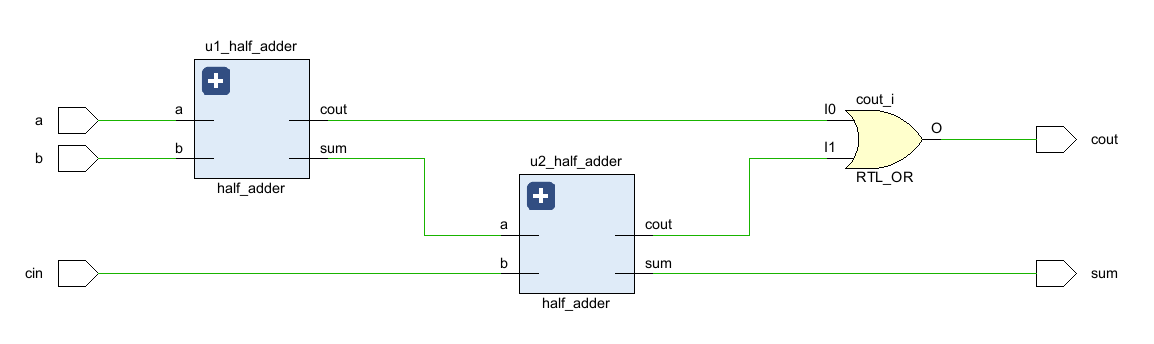 u1_half_adder
a
b
cout
sum
half_adder
a
b
cin
u2_half_adder
a
b
cout
sum
half_adder
cout_i
I0
I1
O
RTL_OR
cout
sum